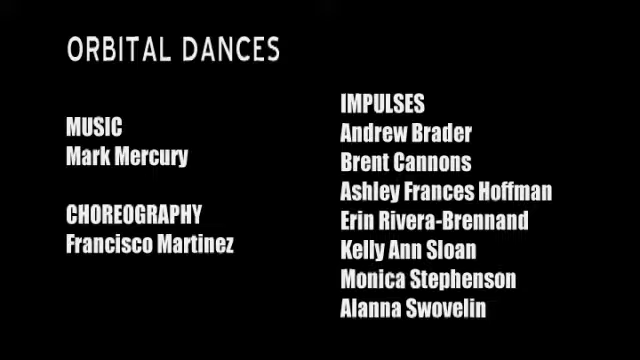 ORBITAL DANCES
MUSIC
Mark Mercury
CHOREOGRAPHY
Francisco Martinez
IMPULSES
Andrew Brader
Brent Cannons
Ashley Frances Hoffman
Erin Rivera-Brennand
Kelly Ann Sloan
Monica Stephenson
Alanna Swovelin